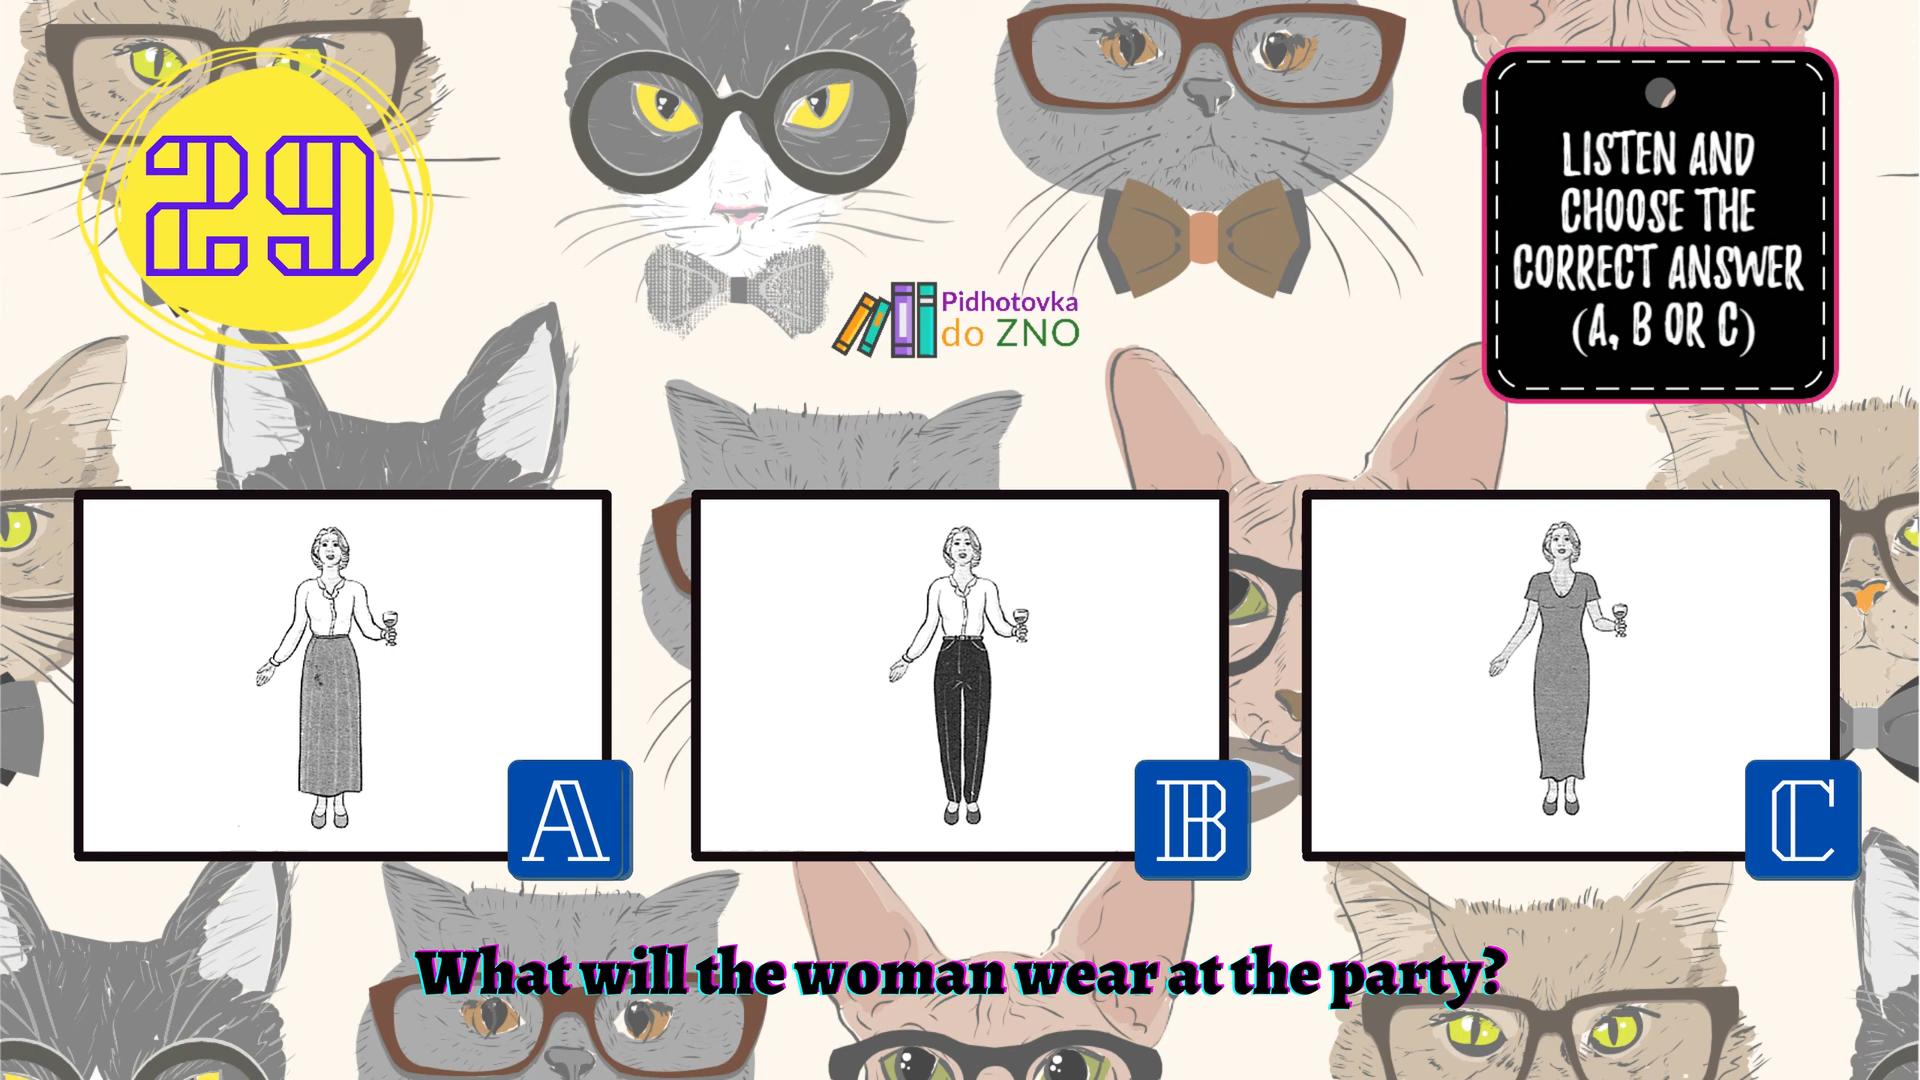 29
LISTEN AND
CHOOSE THE
CORRECT ANSWER
(A, B OR C)
Pidhotovka
do ZNO
A
B
C
What will the woman wear at the party?